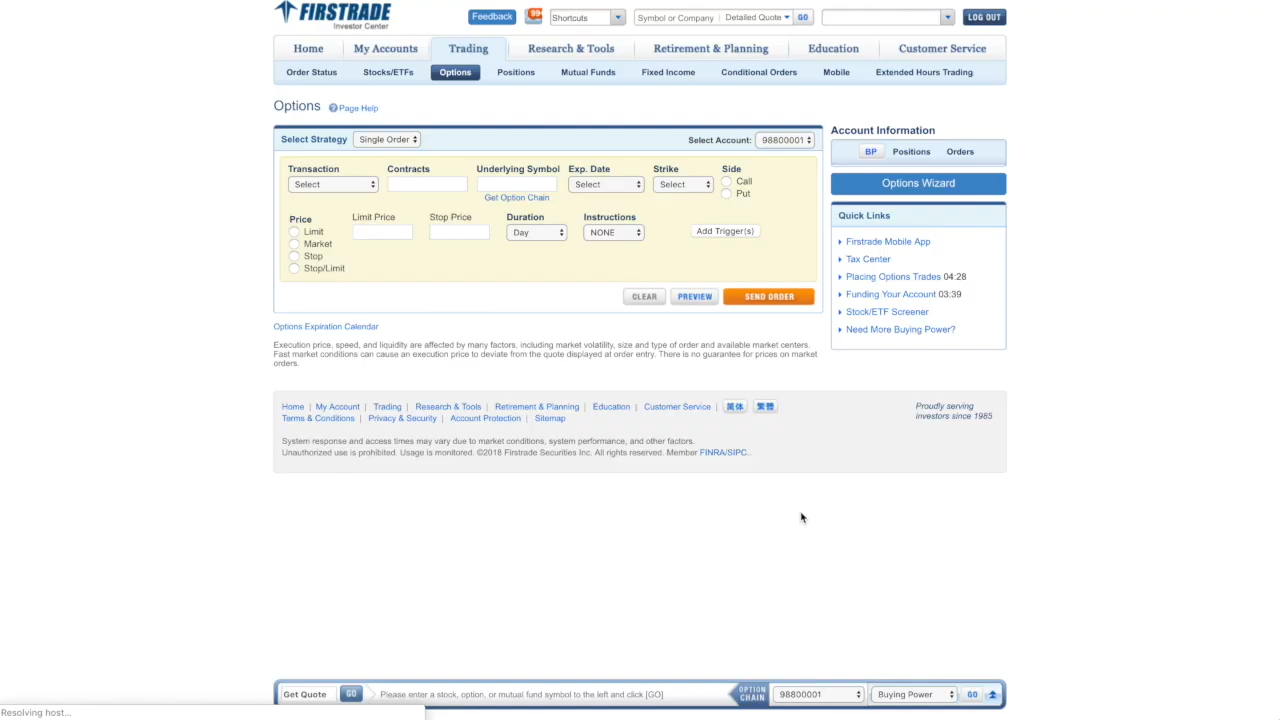 FIRSTRADE
Investor Center
Feedback
99+
Shortcuts
Symbol or Company
Detailed Quote
GO
LOG OUT
Home
My Accounts
Trading
Research & Tools
Retirement & Planning
Education
Customer Service
Order Status
Stocks/ETFs
Options
Positions
Mutual Funds
Fixed Income
Conditional Orders
Mobile
Extended Hours Trading
Options
Page Help
Select Strategy
Single Order
Select Account:
98800001
Transaction
Contracts
Underlying Symbol
Exp. Date
Strike
Side
Select
Select
Select
Call
Put
Get Option Chain
Price
Limit Price
Stop Price
Duration
Instructions
Limit
Market
Stop
Stop/Limit
Day
NONE
Add Trigger(s)
CLEAR
PREVIEW
SEND ORDER
Options Expiration Calendar
Execution price, speed, and liquidity are affected by many factors, including market volatility, size and type of order and available market centers.
Fast market conditions can cause an execution price to deviate from the quote displayed at order entry. There is no guarantee for prices on market
orders.
Account Information
BP
Positions
Orders
Options Wizard
Quick Links
Firstrade Mobile App
Tax Center
Placing Options Trades 04:28
Funding Your Account 03:39
Stock/ETF Screener
Need More Buying Power?
Home | My Account | Trading | Research & Tools | Retirement & Planning | Education | Customer Service | 简体 繁體
Terms & Conditions | Privacy & Security | Account Protection | Sitemap
Proudly serving
investors since 1985
System response and access times may vary due to market conditions, system performance, and other factors.
Unauthorized use is prohibited. Usage is monitored. ©2018 Firstrade Securities Inc. All rights reserved. Member FINRA/SIPC..
Get Quote
GO
Please enter a stock, option, or mutual fund symbol to the left and click [GO]
OPTION
CHAIN
98800001
Buying Power
GO
Resolving host...